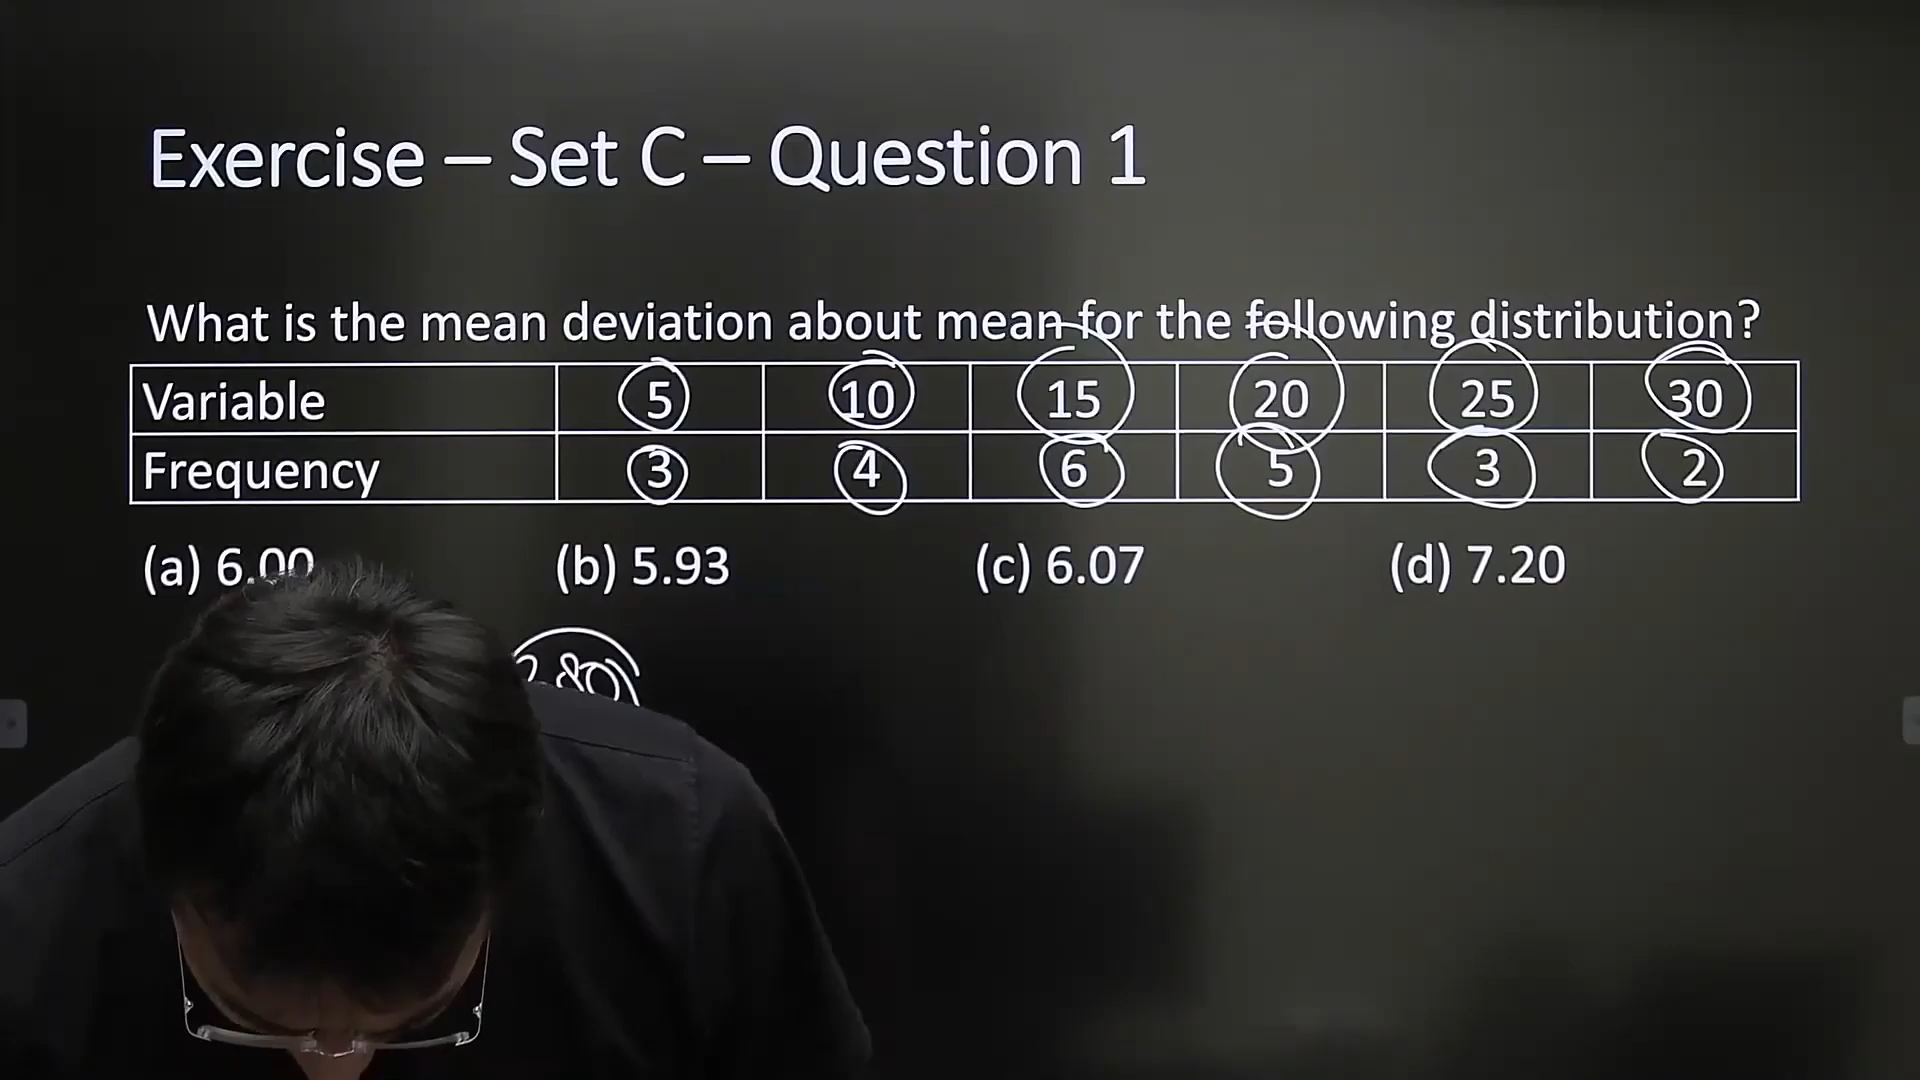 Exercise – Set C – Question 1
What is the mean deviation about mean for the following distribution?
Variable 5 10 15 20 25 30
Frequency 3 4 6 5 3 2
(a) 6.00 (b) 5.93 (c) 6.07 (d) 7.20